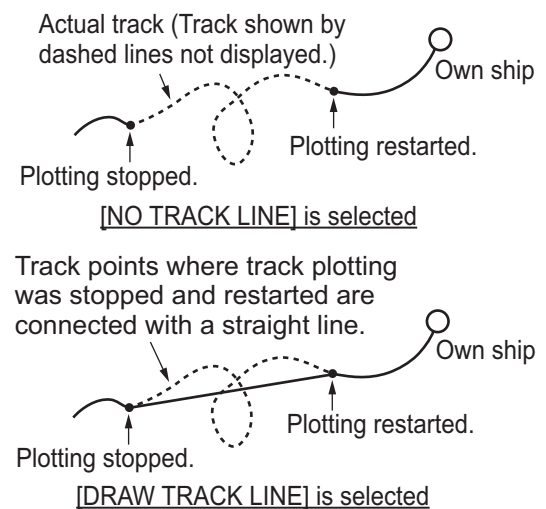 Actual track (Track shown by
dashed lines not displayed.)
Own ship
Plotting restarted.
Plotting stopped.
[NO TRACK LINE] is selected
Track points where track plotting
was stopped and restarted are
connected with a straight line.
Own ship
Plotting restarted.
Plotting stopped.
[DRAW TRACK LINE] is selected